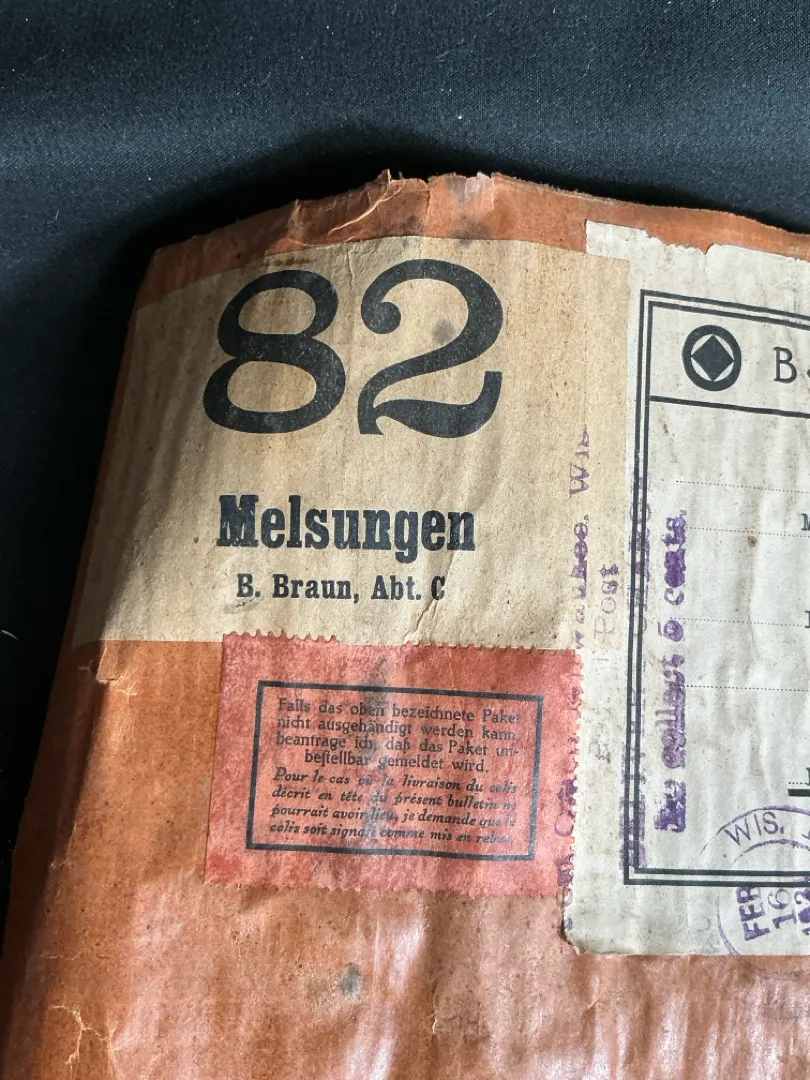 82
Melsungen
B. Braun, Abt. C
Falls das oben bezeichnete Paket
nicht ausgehändigt werden kann,
beantrage ich, daß das Paket un-
bestellbar gemeldet wird.
Pour le cas où la livraison du colis
décrit en tête du présent bulletin ne
pourrait avoir lieu, je demande que le
colis soit signalé comme mis en rebut.
B.
Post
collect 5 cents.
WIS.
FEB
16